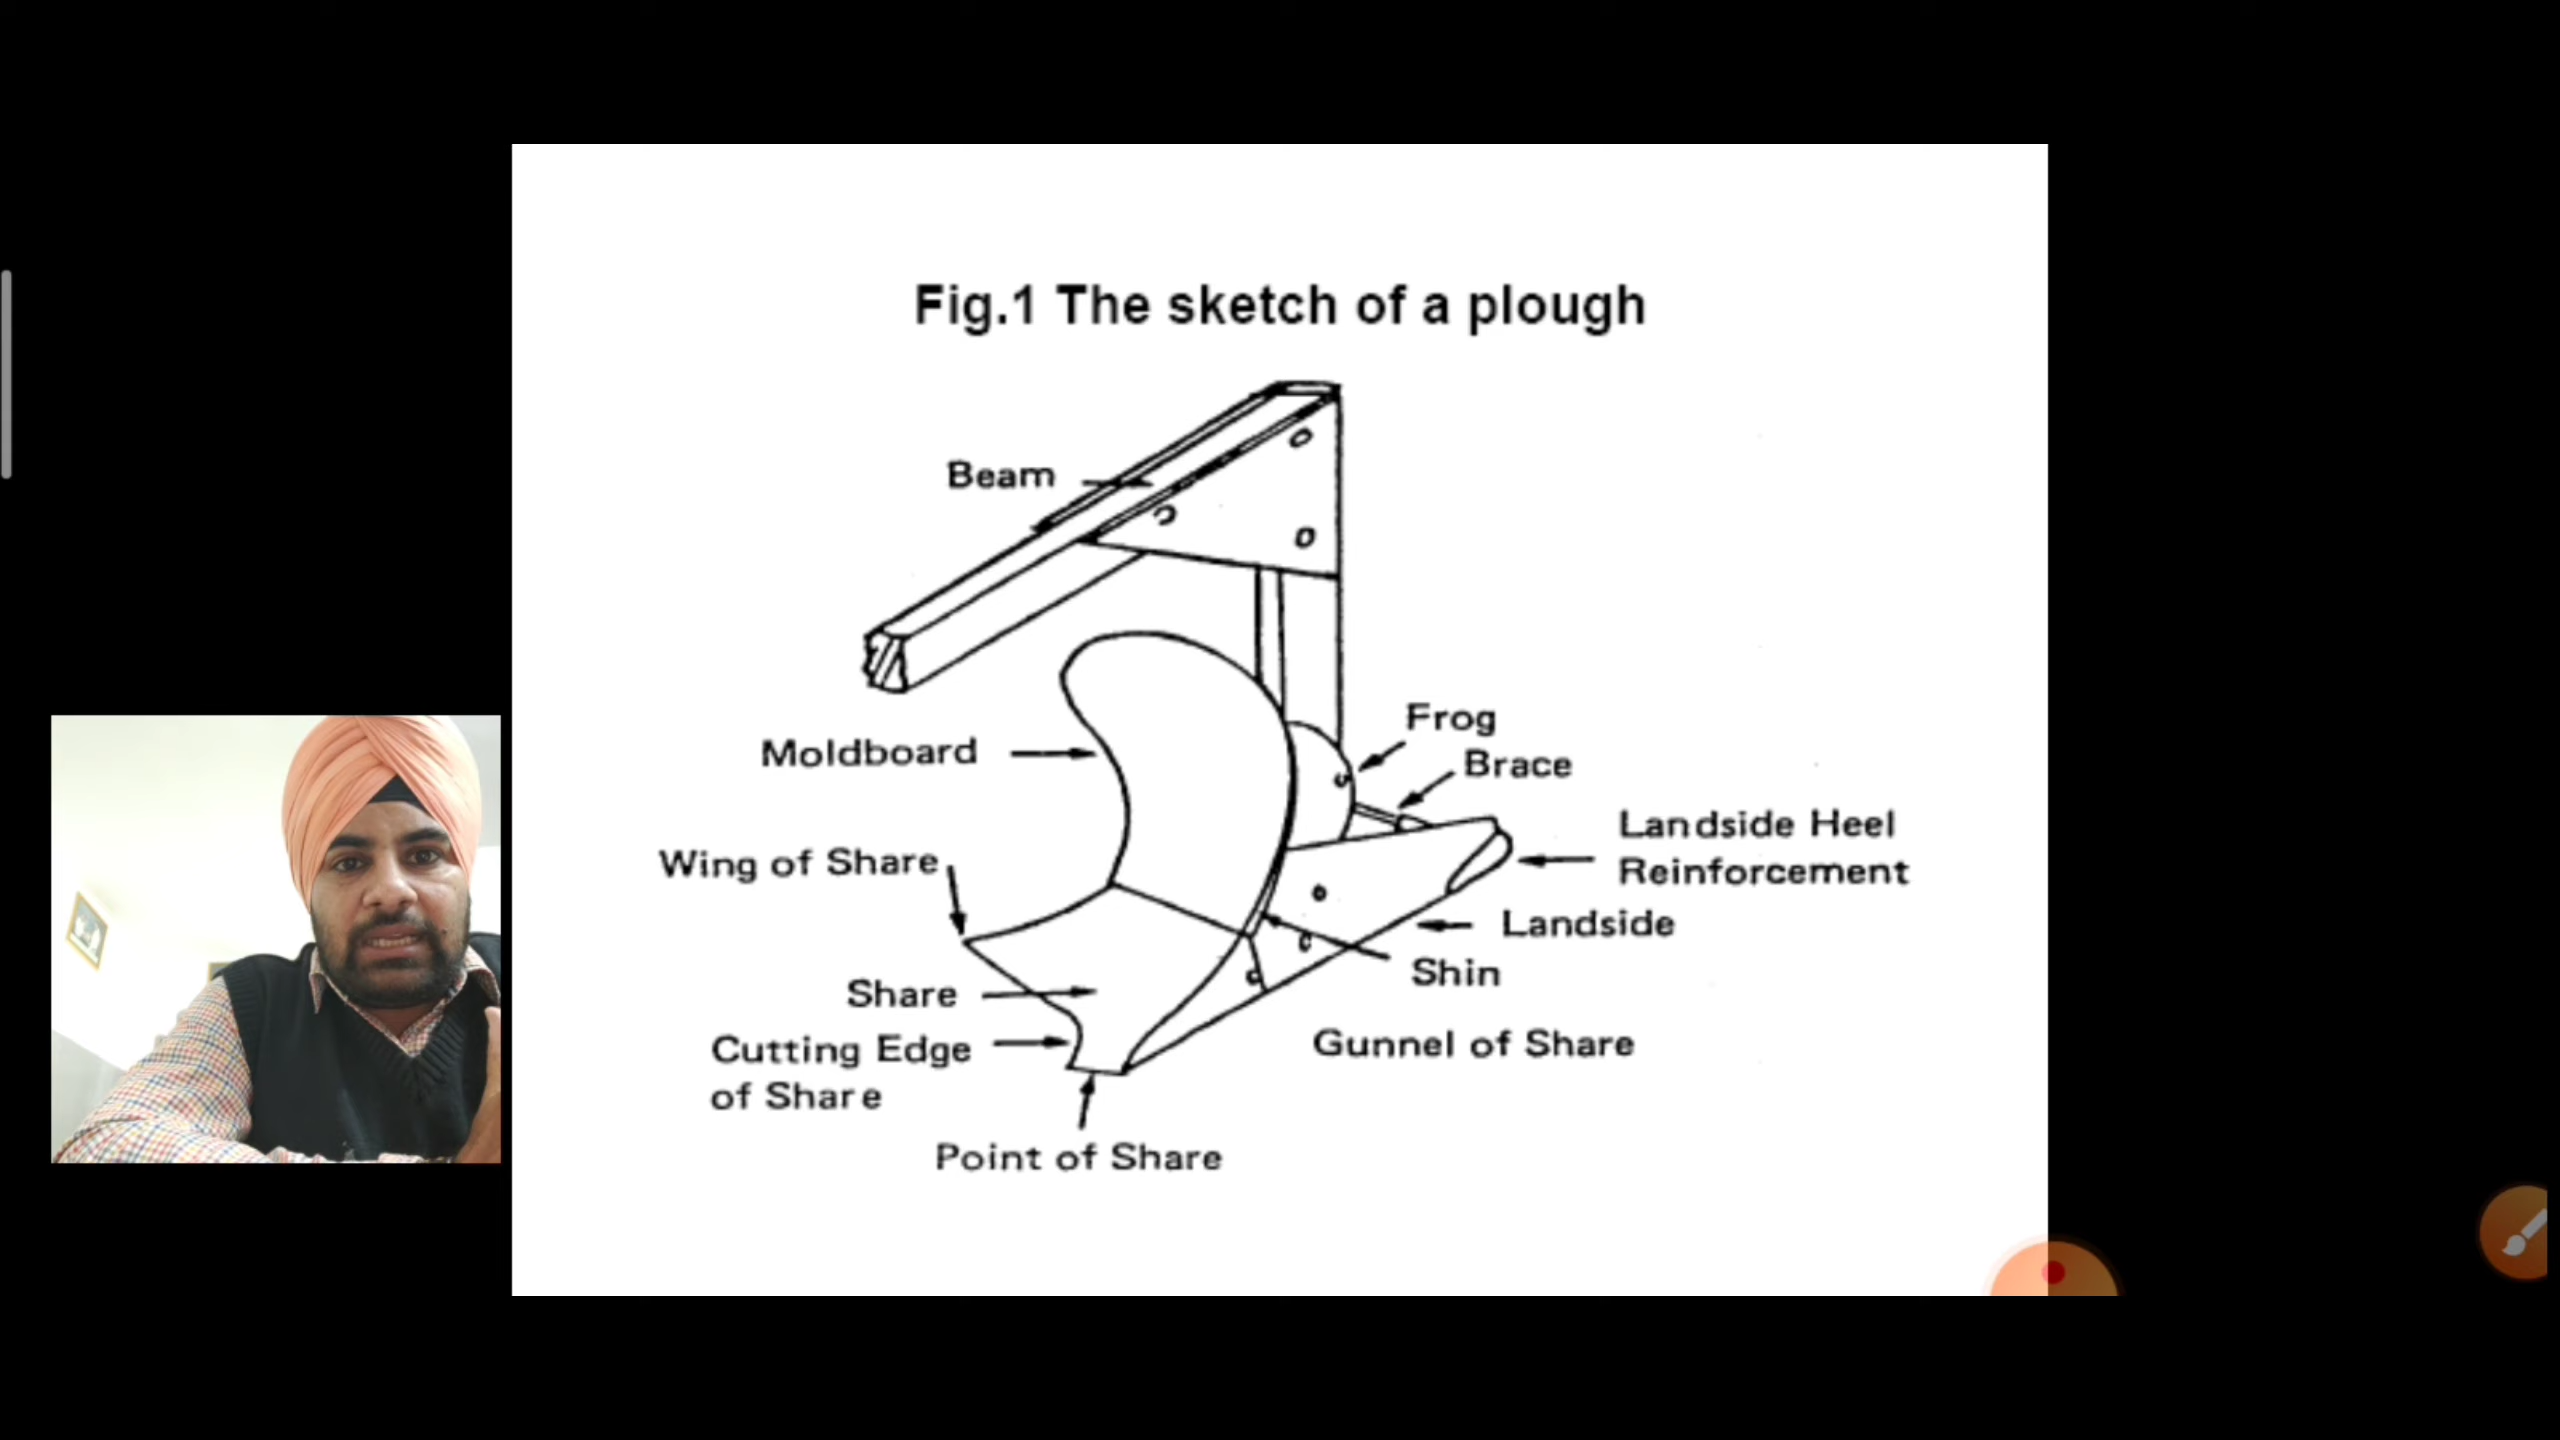 Fig.1 The sketch of a plough
Beam
Frog
Moldboard
Brace
Landside Heel
Reinforcement
Wing of Share
Landside
Shin
Share
Gunnel of Share
Cutting Edge
of Share
Point of Share